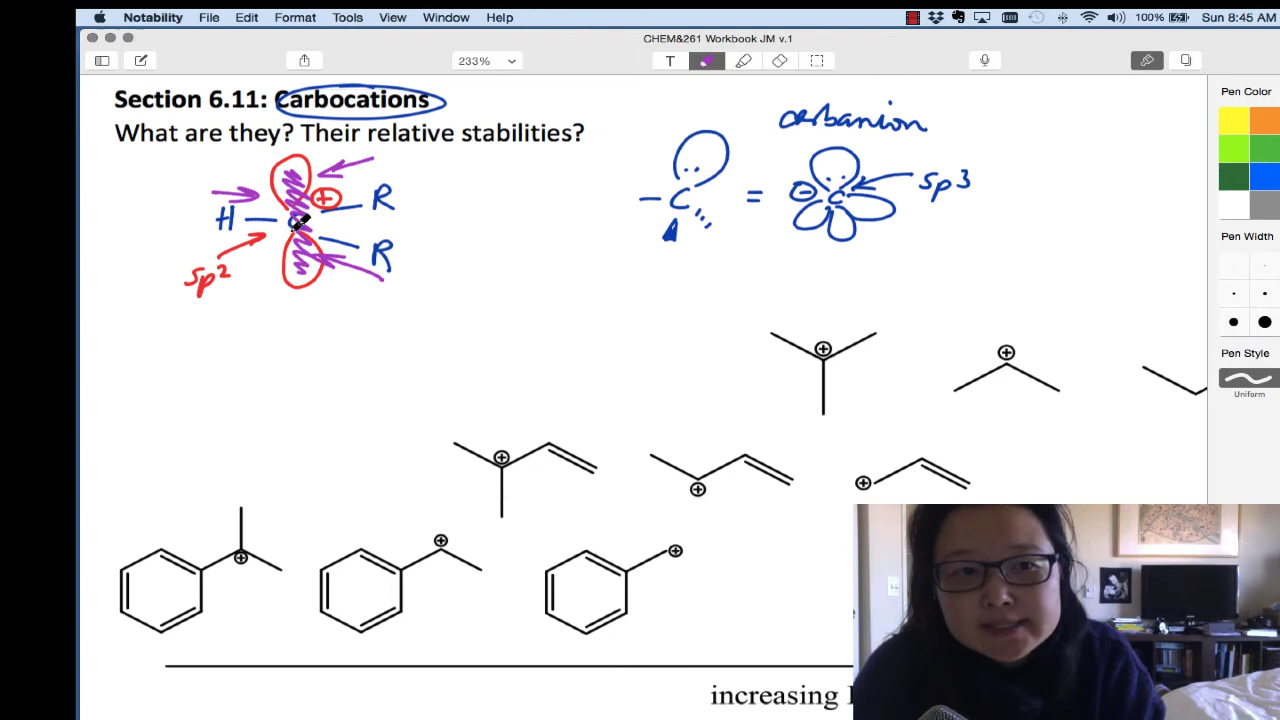 Notability File Edit Format Tools View Window Help 100% Sun 8:45 AM
CHEM&261 Workbook JM v.1
233% T
Section 6.11: Carbocations
What are they? Their relative stabilities?
carbanion
H R
R
sp2
- C = ⊖ C sp3
⊕
increasing
Pen Color
Pen Width
Pen Style
Uniform